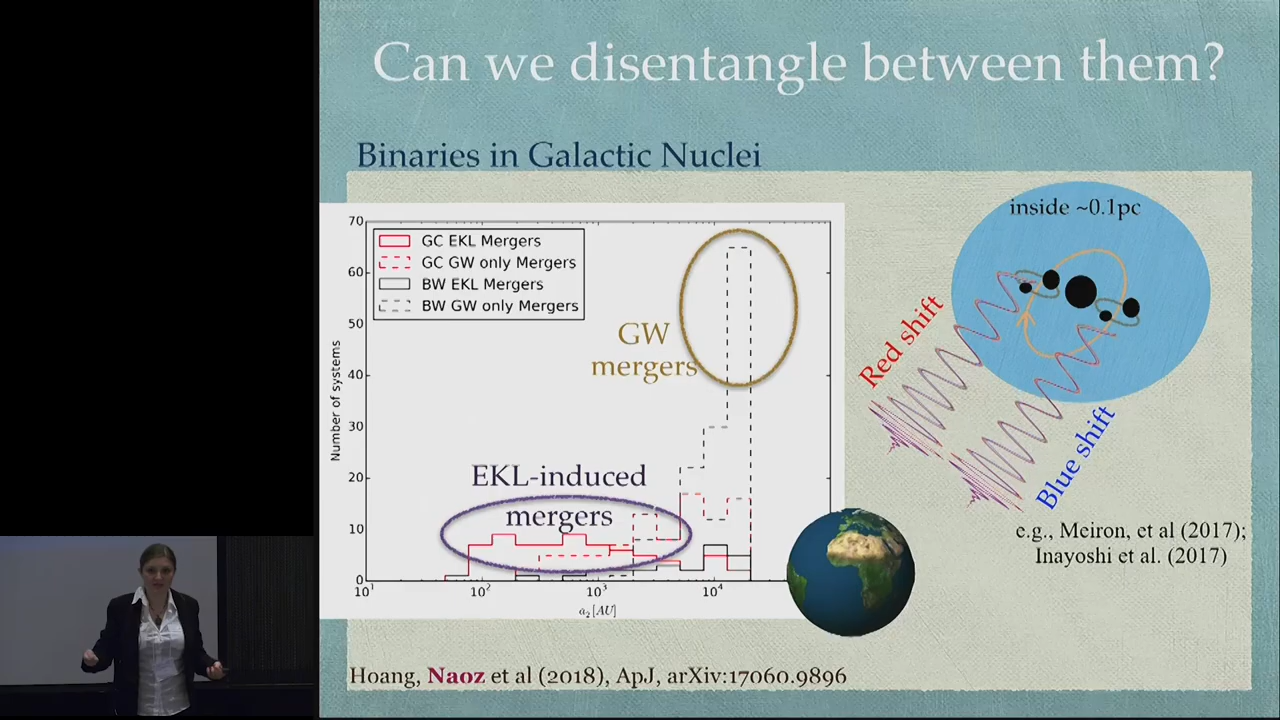 Can we disentangle between them?
Binaries in Galactic Nuclei
70
60
50
40
30
20
10
0
Number of systems
GC EKL Mergers
GC GW only Mergers
BW EKL Mergers
BW GW only Mergers
GW
mergers
EKL-induced
mergers
10¹
10²
10³
10⁴
a₂[AU]
inside ~0.1pc
Red shift
Blue shift
e.g., Meiron, et al (2017);
Inayoshi et al. (2017)
Hoang, Naoz et al (2018), ApJ, arXiv:17060.9896